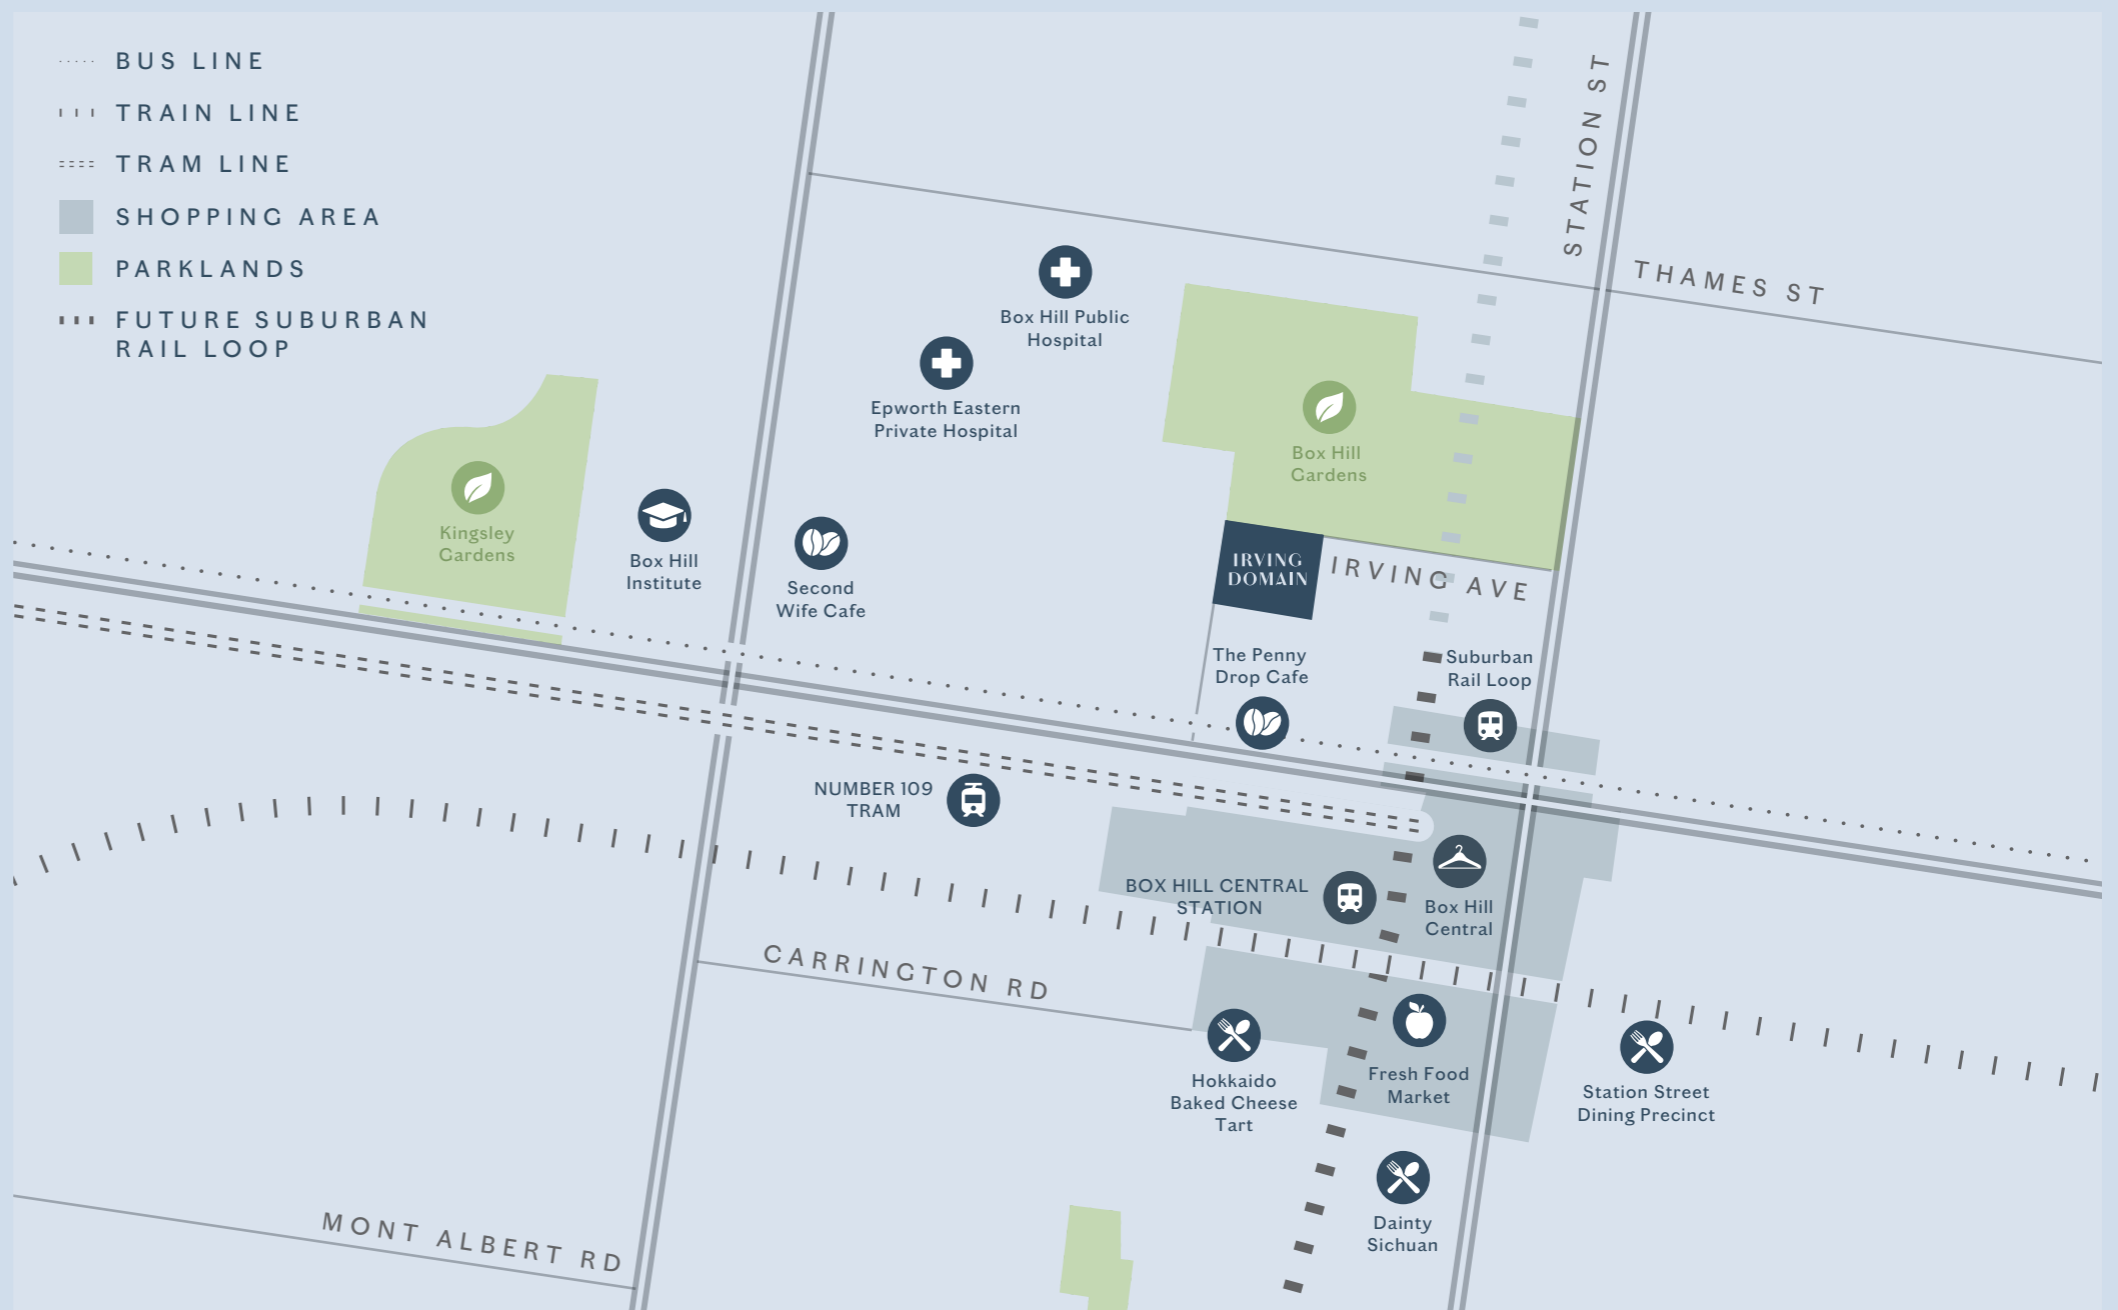 BUS LINE
TRAIN LINE
TRAM LINE
SHOPPING AREA
PARKLANDS
FUTURE SUBURBAN
RAIL LOOP
STATION ST
THAMES ST
Box Hill Public
Hospital
Epworth Eastern
Private Hospital
Box Hill
Gardens
Kingsley
Gardens
Box Hill
Institute
Second
Wife Cafe
IRVING
DOMAIN
IRVING AVE
The Penny
Drop Cafe
Suburban
Rail Loop
NUMBER 109
TRAM
BOX HILL CENTRAL
STATION
Box Hill
Central
CARRINGTON RD
Hokkaido
Baked Cheese
Tart
Fresh Food
Market
Station Street
Dining Precinct
Dainty
Sichuan
MONT ALBERT RD